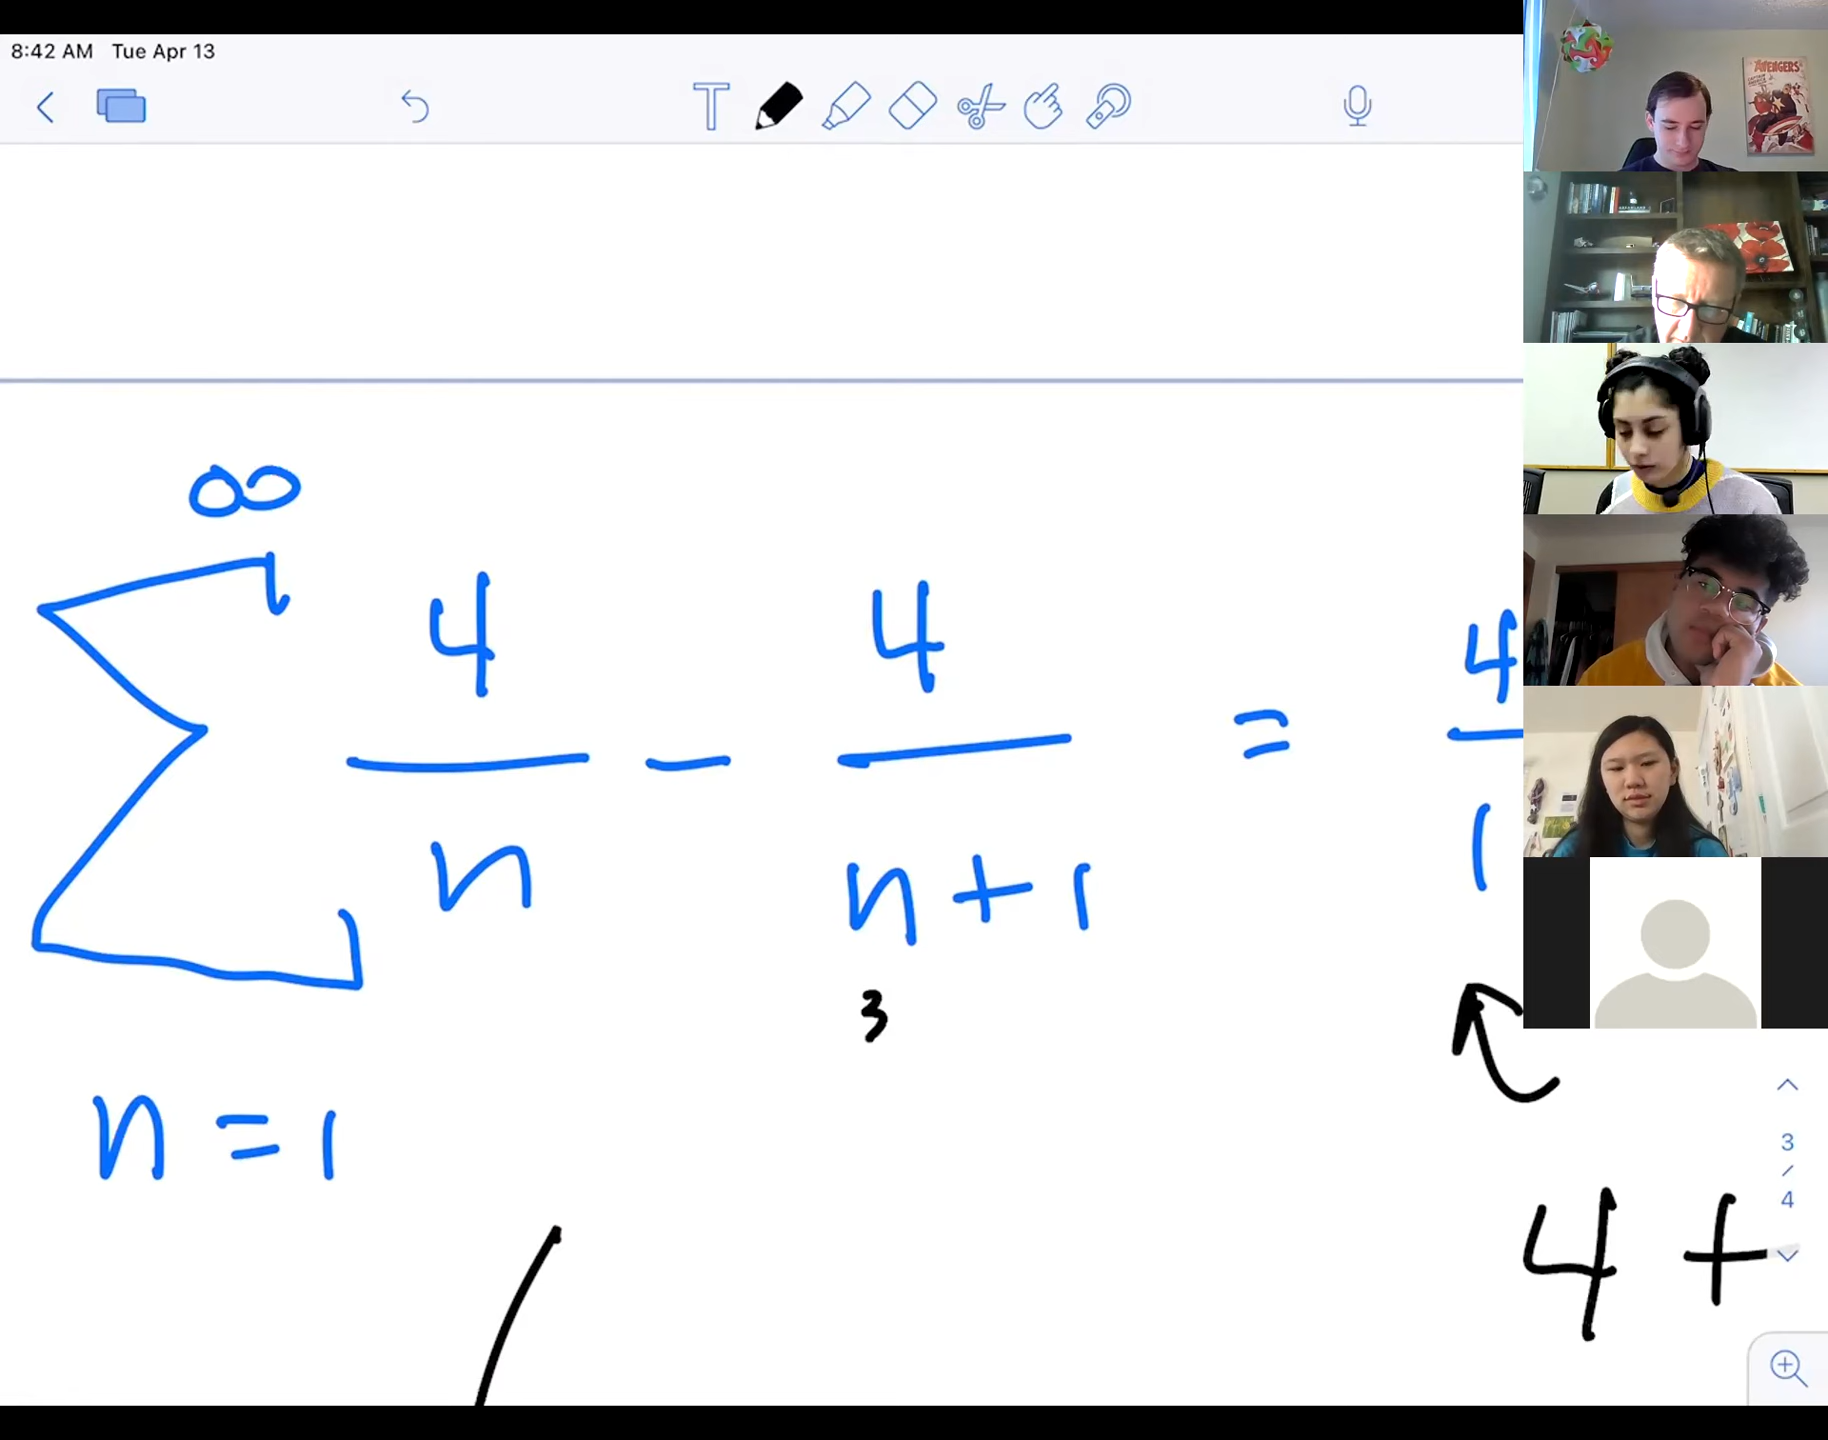 8:42 AM Tue Apr 13
T
AVENGERS
∞
Σ 4/n - 4/(n+1) = 4/1
n = 1
3
4 +
3
/
4